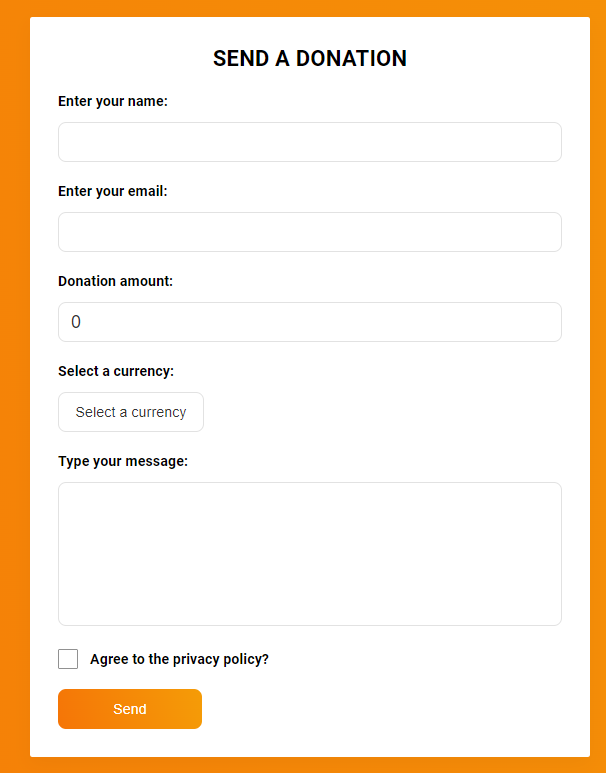 SEND A DONATION
Enter your name:
Enter your email:
Donation amount:
0
Select a currency:
Select a currency
Type your message:
Agree to the privacy policy?
Send